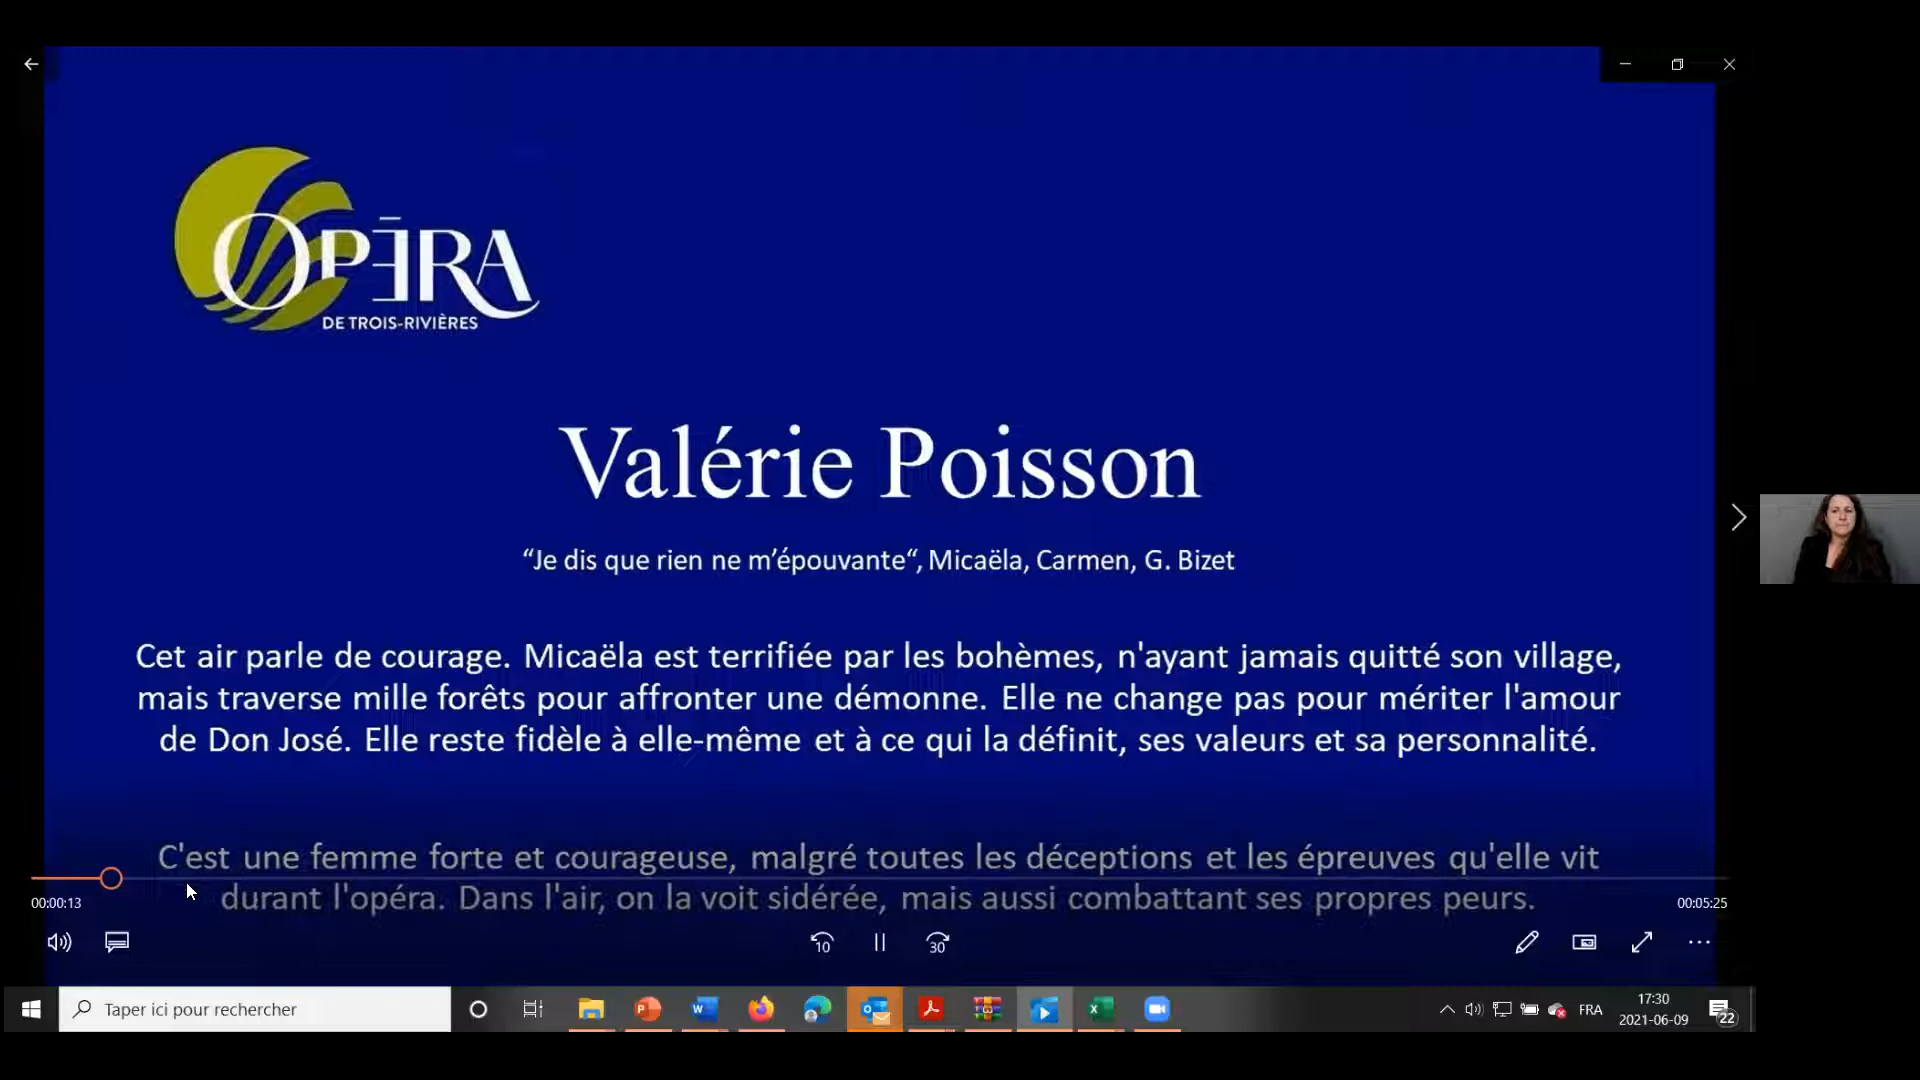 OPÉRA
DE TROIS-RIVIÈRES
Valérie Poisson
“Je dis que rien ne m’épouvante“, Micaëla, Carmen, G. Bizet
Cet air parle de courage. Micaëla est terrifiée par les bohèmes, n'ayant jamais quitté son village,
mais traverse mille forêts pour affronter une démonne. Elle ne change pas pour mériter l'amour
de Don José. Elle reste fidèle à elle-même et à ce qui la définit, ses valeurs et sa personnalité.
C'est une femme forte et courageuse, malgré toutes les déceptions et les épreuves qu'elle vit
durant l'opéra. Dans l'air, on la voit sidérée, mais aussi combattant ses propres peurs.
00:00:13
00:05:25
10
30
Taper ici pour rechercher
FRA
17:30
2021-06-09
22